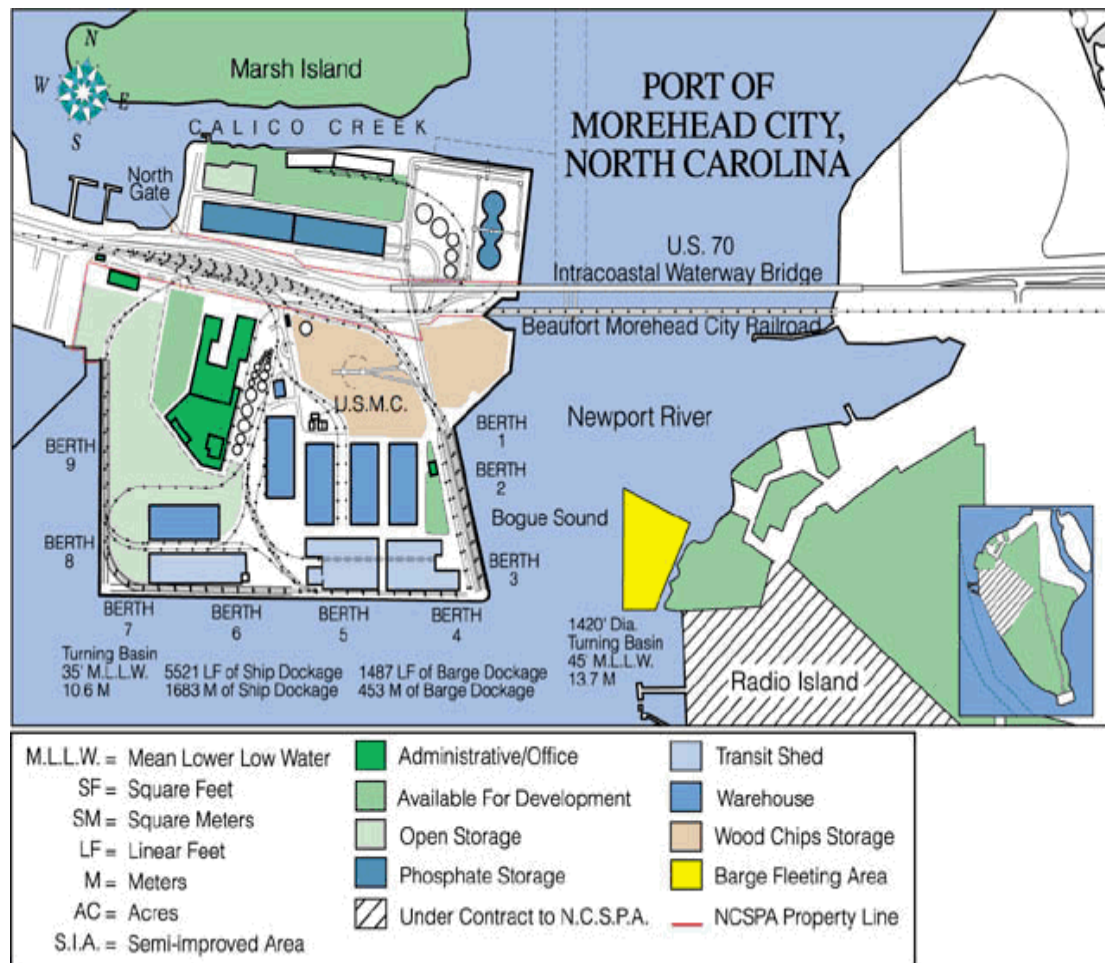 N
W
E
S
Marsh Island
CALICO CREEK
PORT OF
MOREHEAD CITY,
NORTH CAROLINA
North
Gate
U.S. 70
Intracoastal Waterway Bridge
Beaufort Morehead City Railroad
U.S.M.C.
Newport River
BERTH
1
BERTH
2
BERTH
9
Bogue Sound
BERTH
8
BERTH
3
BERTH
7
BERTH
6
BERTH
5
BERTH
4
Turning Basin
35' M.L.L.W.
10.6 M
5521 LF of Ship Dockage
1683 M of Ship Dockage
1487 LF of Barge Dockage
453 M of Barge Dockage
1420' Dia.
Turning Basin
45' M.L.L.W.
13.7 M
Radio Island
M.L.L.W. = Mean Lower Low Water
SF = Square Feet
SM = Square Meters
LF = Linear Feet
M = Meters
AC = Acres
S.I.A. = Semi-improved Area
Administrative/Office
Available For Development
Open Storage
Phosphate Storage
Under Contract to N.C.S.P.A.
Transit Shed
Warehouse
Wood Chips Storage
Barge Fleeting Area
NCSPA Property Line